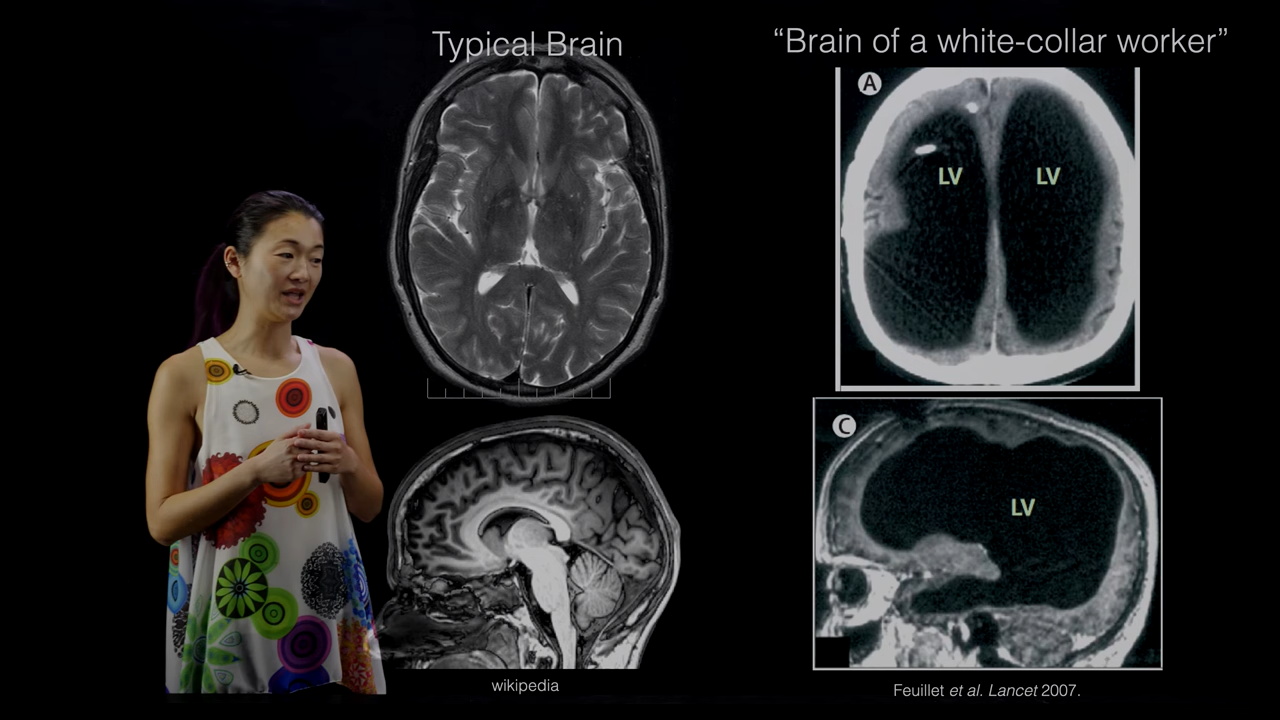 Typical Brain
“Brain of a white-collar worker”
A
LV
LV
C
LV
wikipedia
Feuillet et al. Lancet 2007.